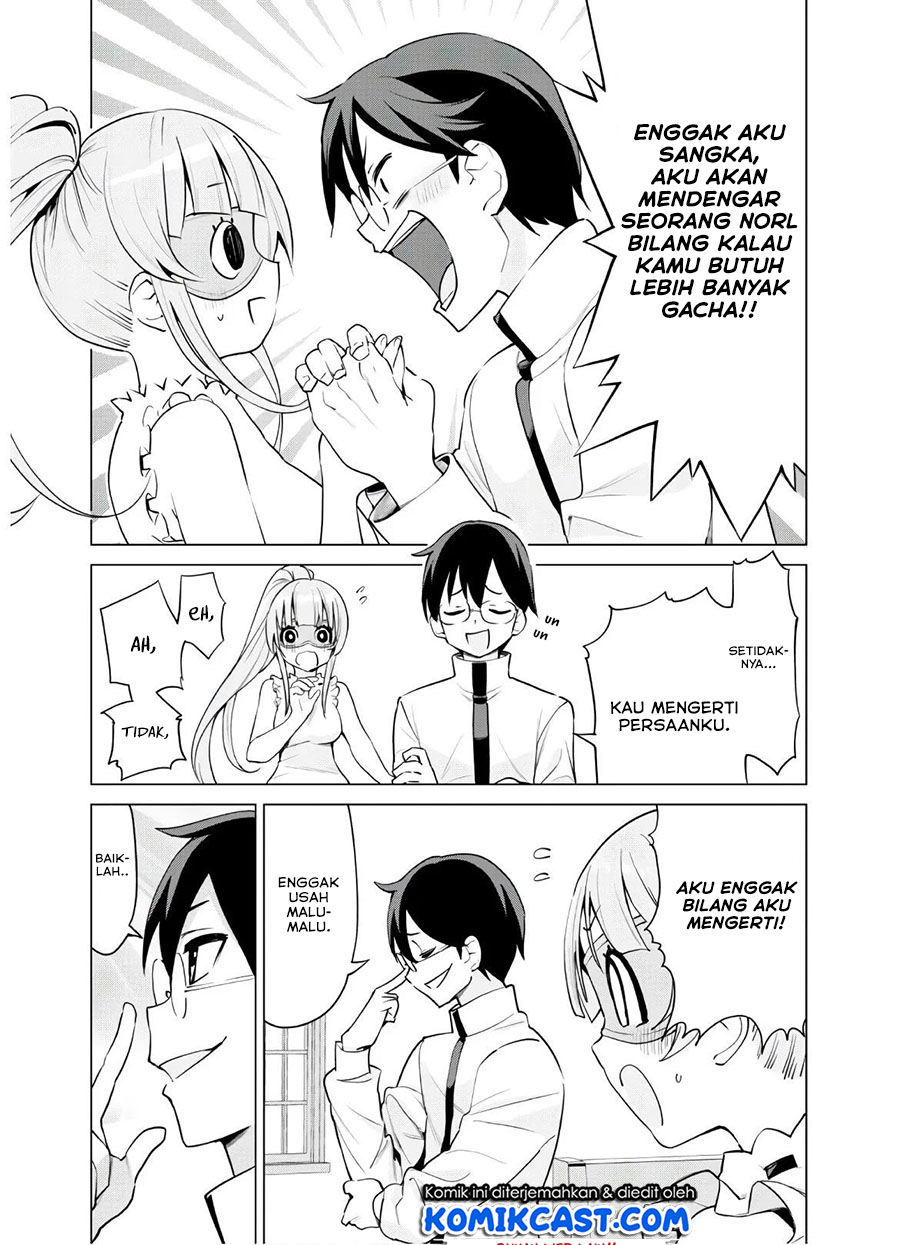 ENGGAK AKU
SANGKA,
AKU AKAN
MENDENGAR
SEORANG NORL
BILANG KALAU
KAMU BUTUH
LEBIH BANYAK
GACHA!!
SETIDAK-
NYA...
KAU MENGERTI
PERSAANKU.
un
un
EH,
AH,
TIDAK,
AKU ENGGAK
BILANG AKU
MENGERTI!
ENGGAK
USAH
MALU-
MALU.
BAIK-
LAH..
Komik ini diterjemahkan & diedit oleh
KOMIKCAST.COM